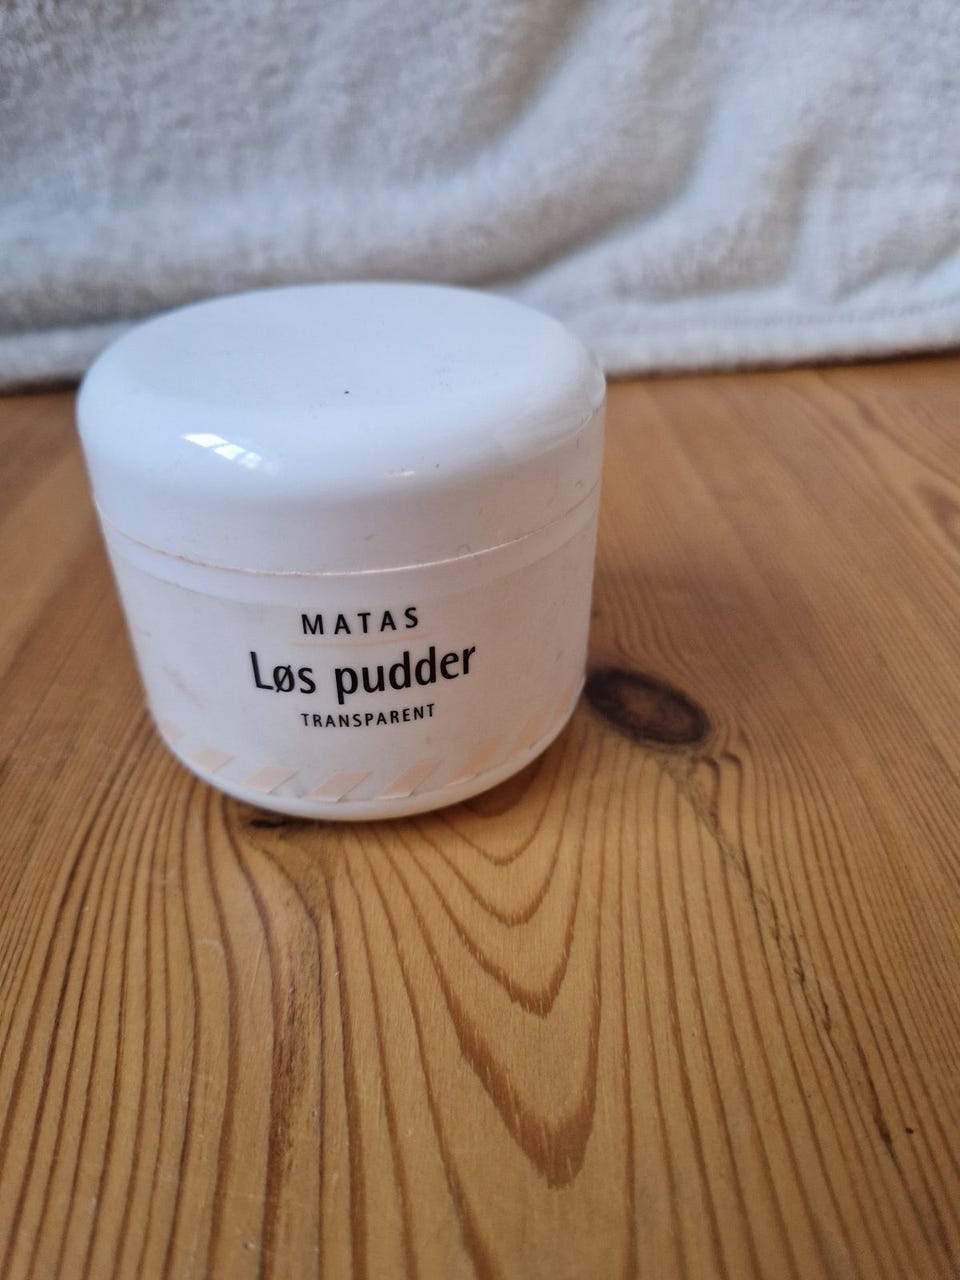 MATAS
Løs pudder
TRANSPARENT